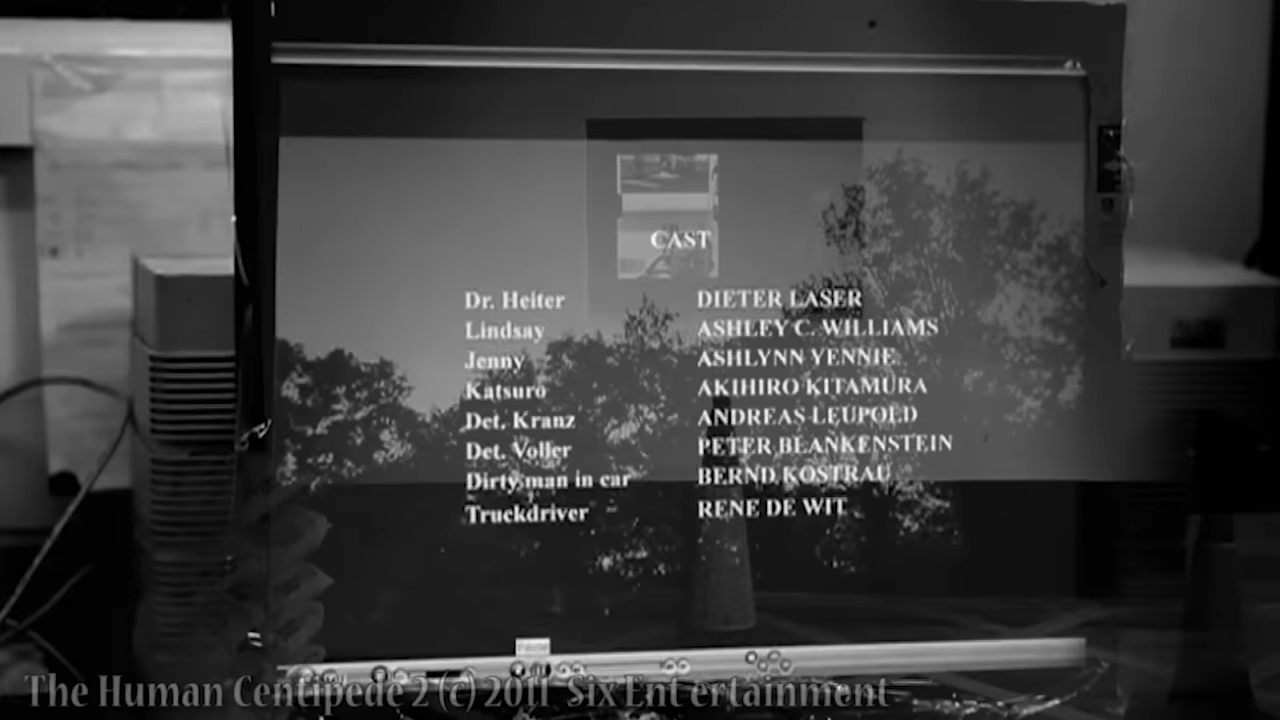 CAST
Dr. Heiter DIETER LASER
Lindsay ASHLEY C. WILLIAMS
Jenny ASHLYNN YENNIE
Katsuro AKIHIRO KITAMURA
Det. Kranz ANDREAS LEUPOLD
Det. Voller PETER BLANKENSTEIN
Dirty man in car BERND KOSTRAU
Truckdriver RENE DE WIT
The Human Centipede 2 (c) 2011 Six Ent ertainment